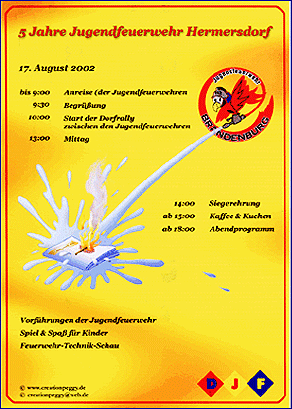 5 Jahre Jugendfeuerwehr Hermersdorf
17. August 2002
bis 9:00 Anreise (der Jugendfeuerwehren
9:30 Begrüßung
10:00 Start der Dorfrally
zwischen den Jugendfeuerwehren
13:00 Mittag
Jugendfeuerwehr
BRANDENBURG
14:00 Siegerehrung
ab 15:00 Kaffee & Kuchen
ab 18:00 Abendprogramm
Vorführungen der Jugendfeuerwehr
Spiel & Spaß für Kinder
Feuerwehr-Technik-Schau
© www.creationpeggy.de
© creationpeggy@web.de
D J F